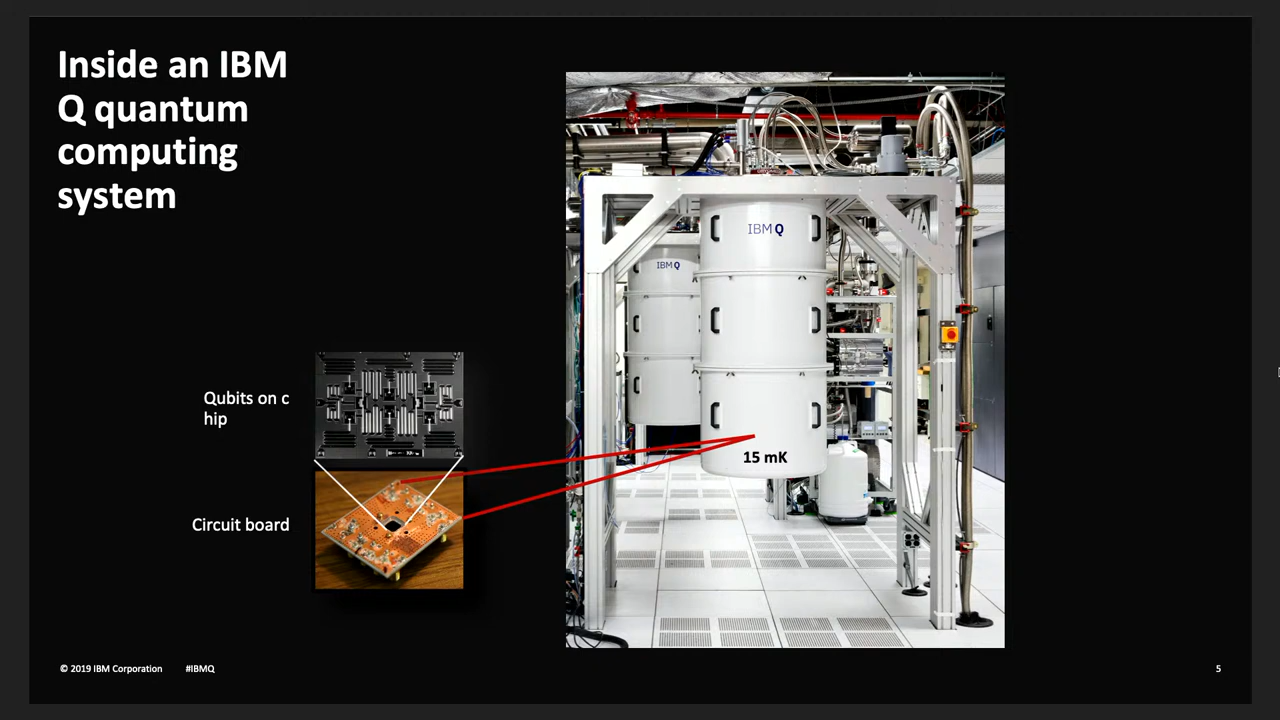 Inside an IBM
Q quantum
computing
system
IBM Q
IBM Q
Qubits on c
hip
Circuit board
15 mK
© 2019 IBM Corporation
#IBMQ
5